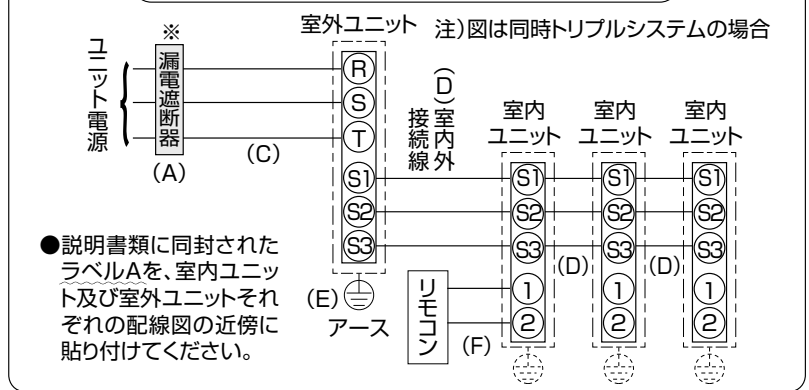 室外ユニット
注）図は同時トリプルシステムの場合
※
ユニット電源
漏電遮断器
(A)
(C)
R
S
T
S1
S2
S3
(D)室内外
接続線
室内
ユニット
室内
ユニット
室内
ユニット
S1
S2
S3
1
2
S1
S2
S3
1
2
S1
S2
S3
1
2
(D)
(D)
●説明書類に同封された
ラベルAを、室内ユニッ
ト及び室外ユニットそれ
ぞれの配線図の近傍に
貼り付けてください。
(E)
アース
リモコン
(F)